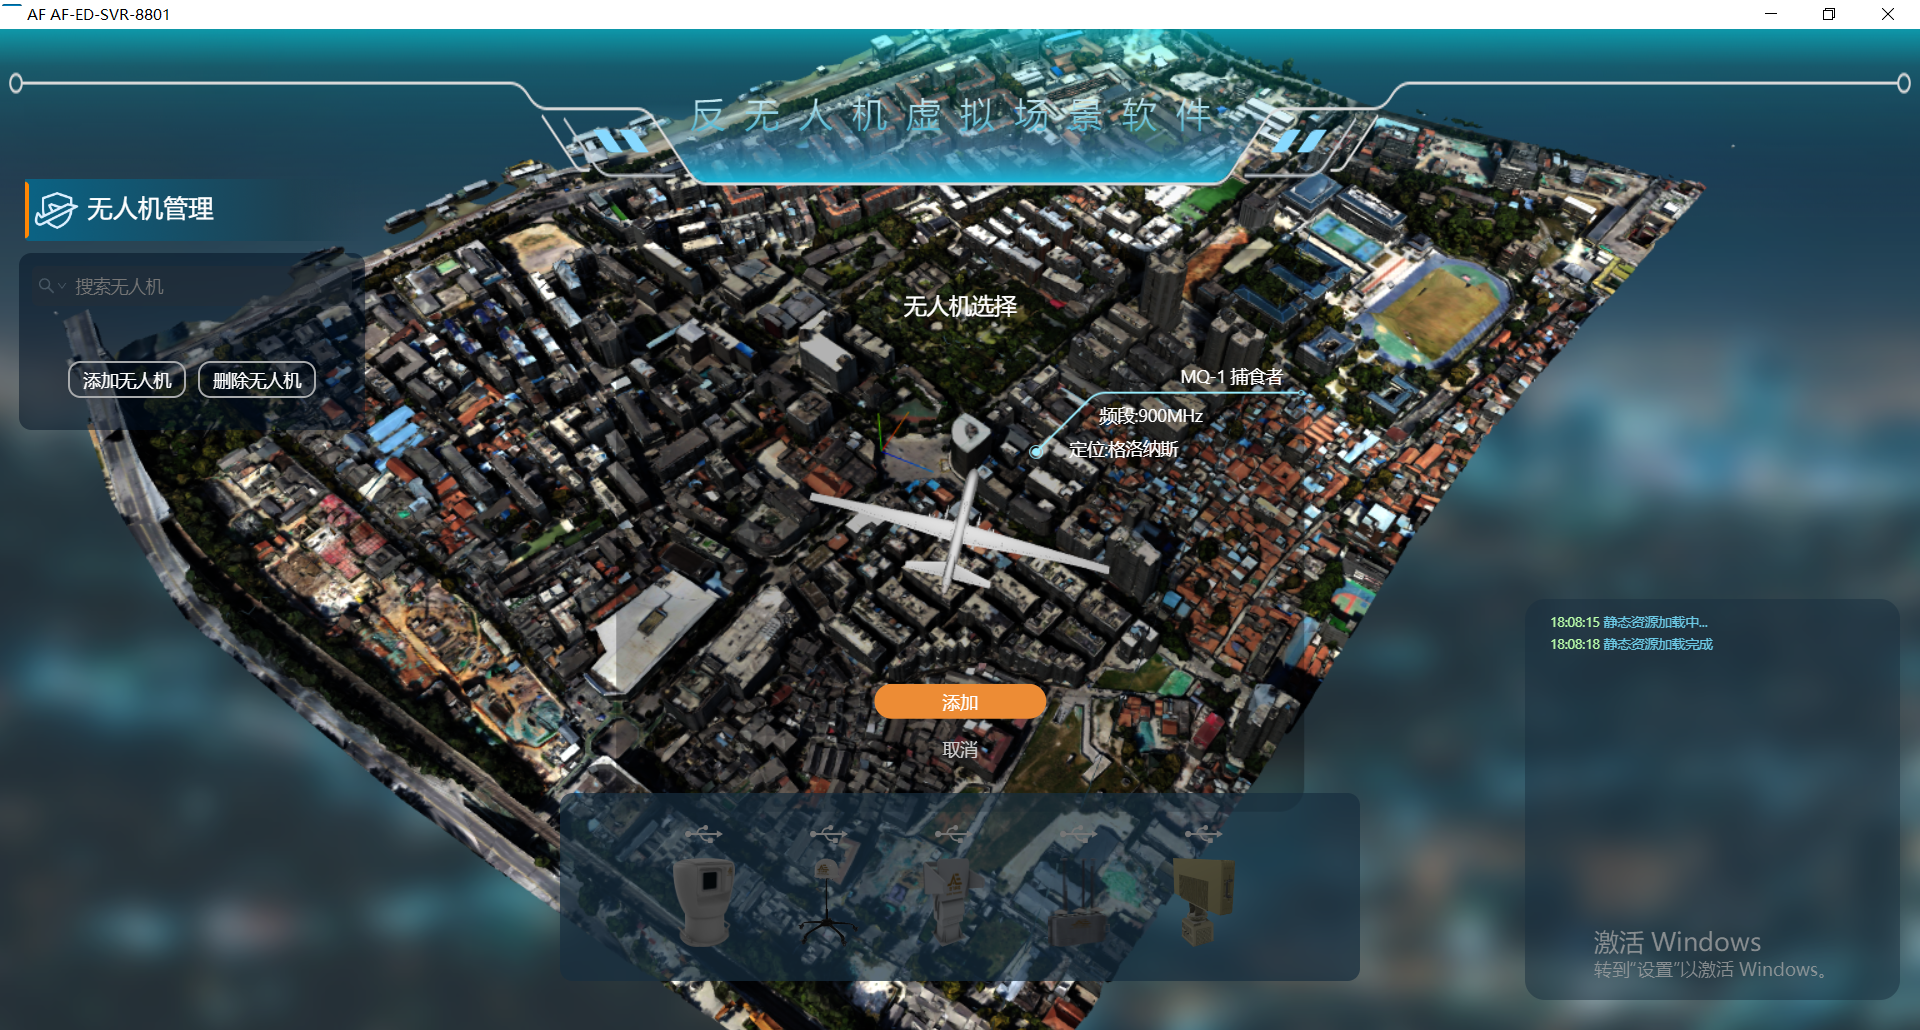 AF AF-ED-SVR-8801
反无人机虚拟场景软件
无人机管理
搜索无人机
添加无人机
删除无人机
无人机选择
MQ-1 捕食者
频段:900MHz
定位:格洛纳斯
添加
取消
18:08:15 静态资源加载中...
18:08:18 静态资源加载完成
激活 Windows
转到“设置”以激活 Windows。